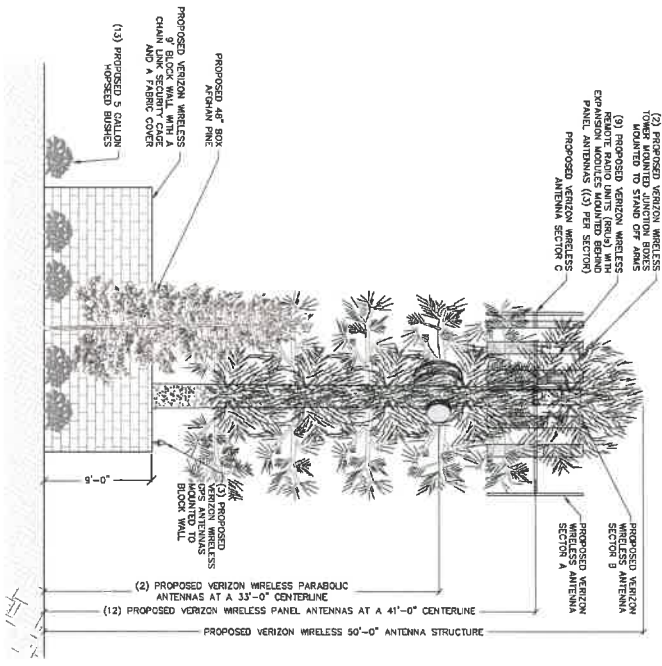 (2) PROPOSED VERIZON WIRELESS
TOWER MOUNTED JUNCTION BOXES
MOUNTED TO STAND OFF ARMS
(9) PROPOSED VERIZON WIRELESS
REMOTE RADIO UNITS (RRUs) WITH
EXPANSION MODULES MOUNTED BEHIND
PANEL ANTENNAS ((3) PER SECTOR)
PROPOSED VERIZON WIRELESS
ANTENNA SECTOR C
PROPOSED 48" BOX
AFGHAN PINE
PROPOSED VERIZON WIRELESS
9' BLOCK WALL WITH A
CHAIN LINK SECURITY CAGE
AND A FABRIC COVER
(13) PROPOSED 5 GALLON
HOPSEED BUSHES
PROPOSED VERIZON
WIRELESS ANTENNA
SECTOR B
PROPOSED VERIZON
WIRELESS ANTENNA
SECTOR A
(3) PROPOSED
VERIZON WIRELESS
GPS ANTENNAS
MOUNTED TO
BLOCK WALL
9'-0"
(2) PROPOSED VERIZON WIRELESS PARABOLIC
ANTENNAS AT A 33'-0" CENTERLINE
(12) PROPOSED VERIZON WIRELESS PANEL ANTENNAS AT A 41'-0" CENTERLINE
PROPOSED VERIZON WIRELESS 50'-0" ANTENNA STRUCTURE